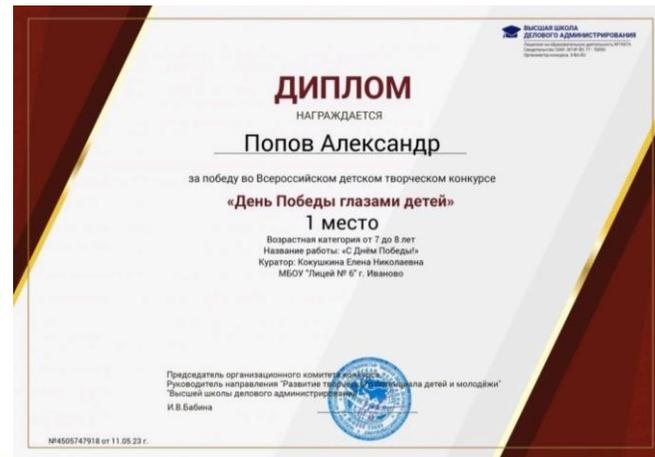 ВЫСШАЯ ШКОЛА
ДЕЛОВОГО АДМИНИСТРИРОВАНИЯ
ДИПЛОМ
НАГРАЖДАЕТСЯ
Попов Александр
за победу во Всероссийском детском творческом конкурсе
«День Победы глазами детей»
1 место
Возрастная категория от 7 до 8 лет
Название работы: «С Днём Победы!»
Куратор: Кокушкина Елена Николаевна
МБОУ "Лицей № 6" г. Иваново
Председатель организационного комитета конкурса
Руководитель направления "Развитие детей и молодёжи"
"Высшей школы делового администрирования"
И.В.Бабина
№4505747918 от 11.05.23 г.